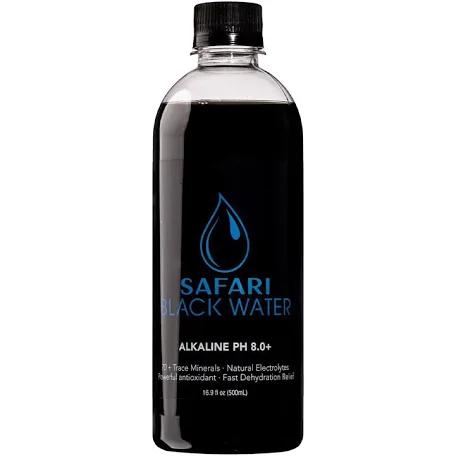 SAFARI
BLACK WATER
ALKALINE PH 8.0+
70+ Trace Minerals · Natural Electrolytes
Powerful antioxidant · Fast Dehydration Relief
16.9 fl oz (500mL)